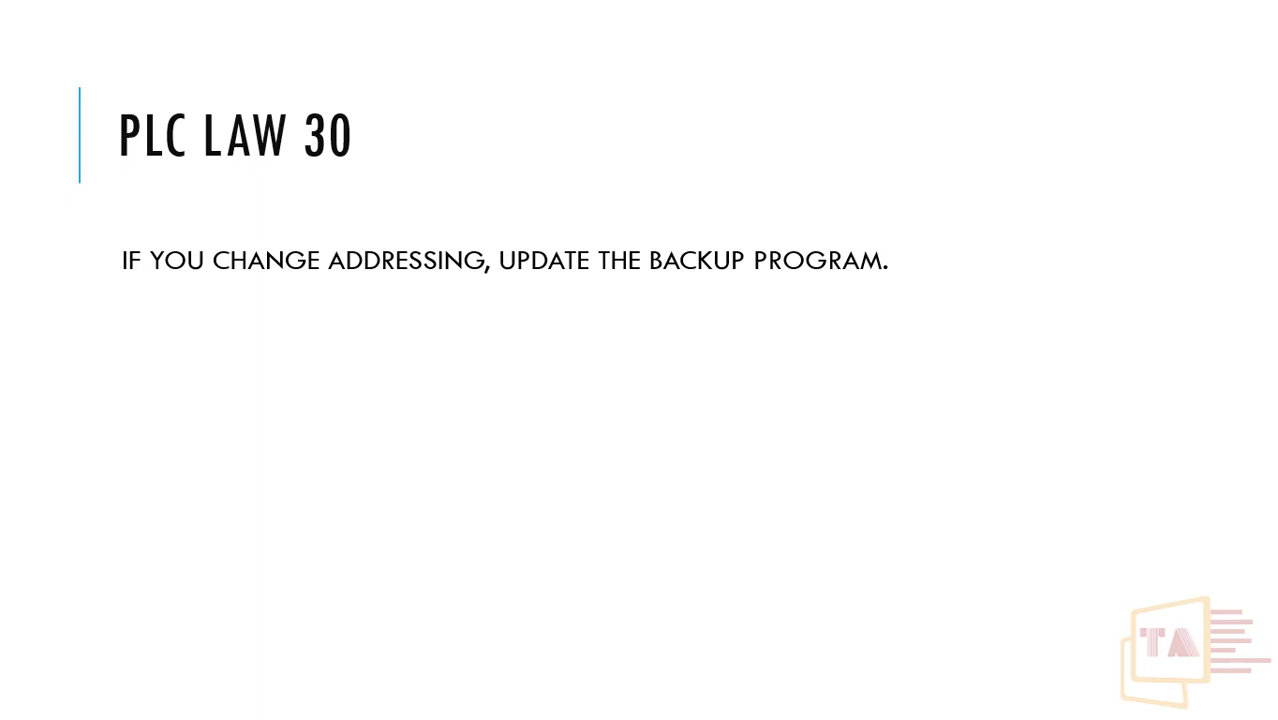 PLC LAW 30
IF YOU CHANGE ADDRESSING, UPDATE THE BACKUP PROGRAM.
TA